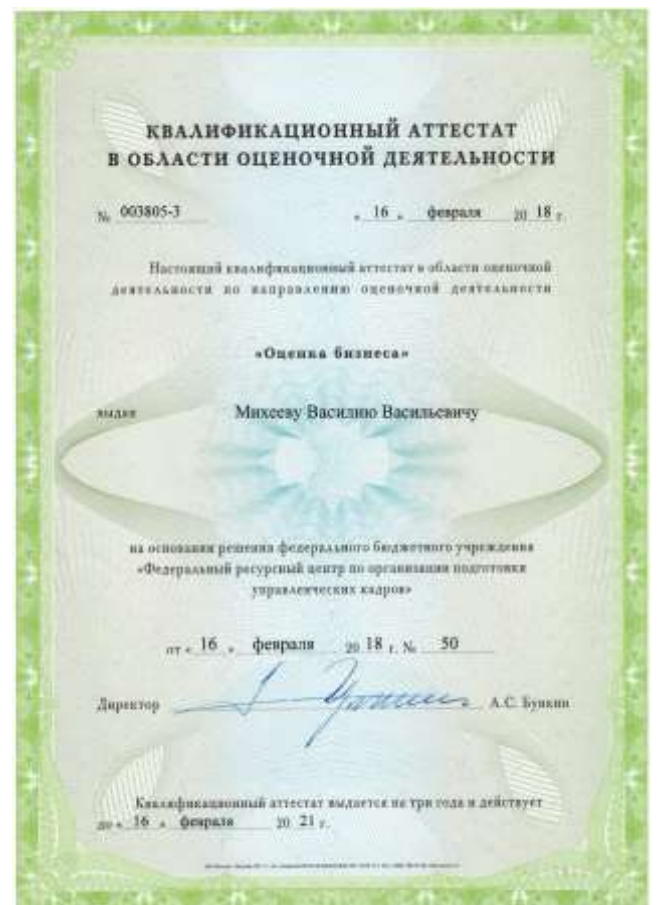 КВАЛИФИКАЦИОННЫЙ АТТЕСТАТ
В ОБЛАСТИ ОЦЕНОЧНОЙ ДЕЯТЕЛЬНОСТИ
№ 003805-3 « 16 » февраля 20 18 г.
Настоящий квалификационный аттестат в области оценочной
деятельности по направлению оценочной деятельности
«Оценка бизнеса»
выдан Михееву Василию Васильевичу
на основании решения федерального бюджетного учреждения
«Федеральный ресурсный центр по организации подготовки
управленческих кадров»
от « 16 » февраля 20 18 г. № 50
Директор А.С. Бункин
Квалификационный аттестат выдается на три года и действует
до « 16 » февраля 20 21 г.